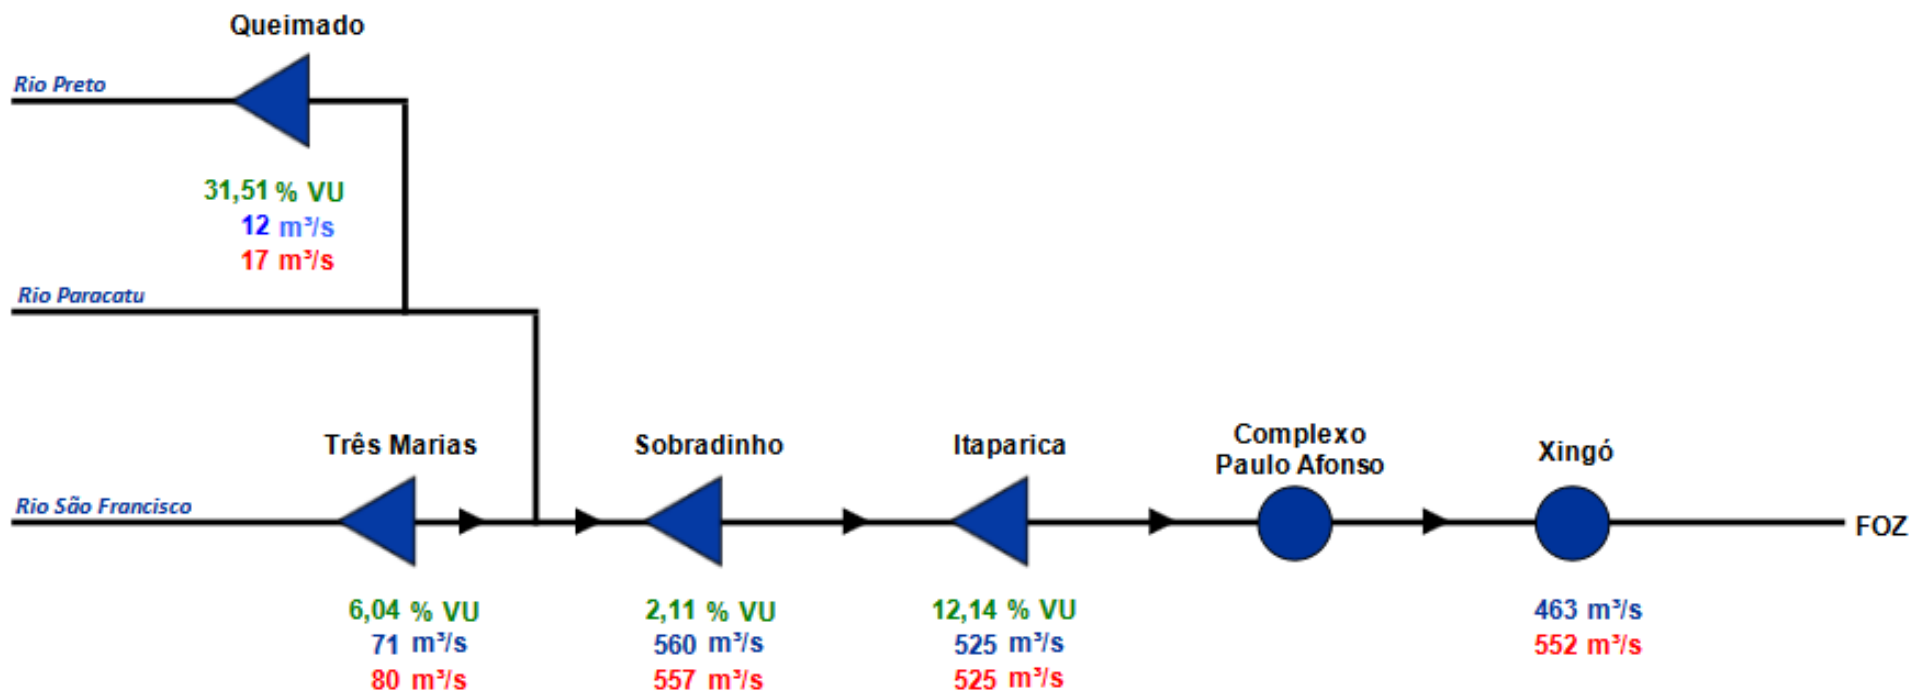 Queimado
Rio Preto
31,51 % VU
12 m³/s
17 m³/s
Rio Paracatu
Três Marias
Sobradinho
Itaparica
Complexo
Paulo Afonso
Xingó
Rio São Francisco
FOZ
6,04 % VU
71 m³/s
80 m³/s
2,11 % VU
560 m³/s
557 m³/s
12,14 % VU
525 m³/s
525 m³/s
463 m³/s
552 m³/s